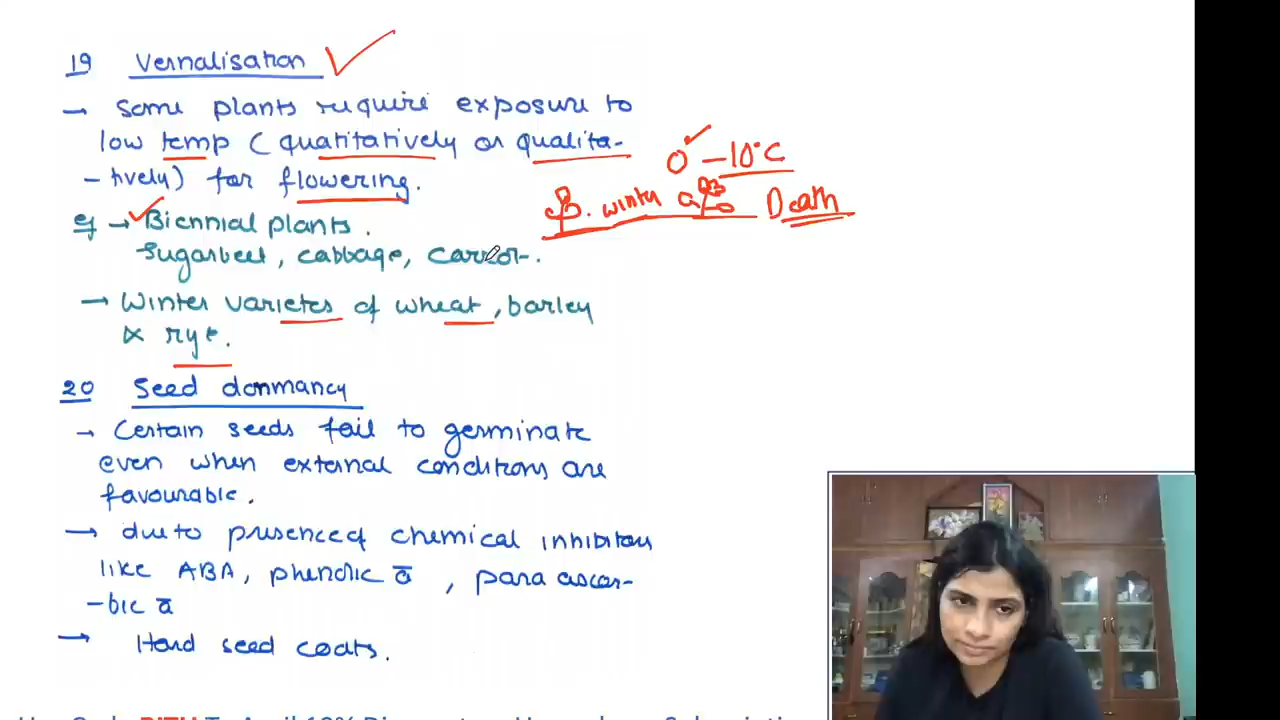 19 Vernalisation
→ Some plants require exposure to
low temp ( quatitatively or qualita-
-tively) for flowering.
0° - 10°C
winter Death
eg → Biennial plants.
Sugarbeet, cabbage, carrot.
→ Winter varietes of wheat, barley
& rye.
20 Seed dommancy
→ Certain seeds fail to germinate
even when external conditions are
favourable.
→ due to presence of chemical inhibitors
like ABA, phenolic ā , para ascor-
-bic ā
→ Hard seed coats.